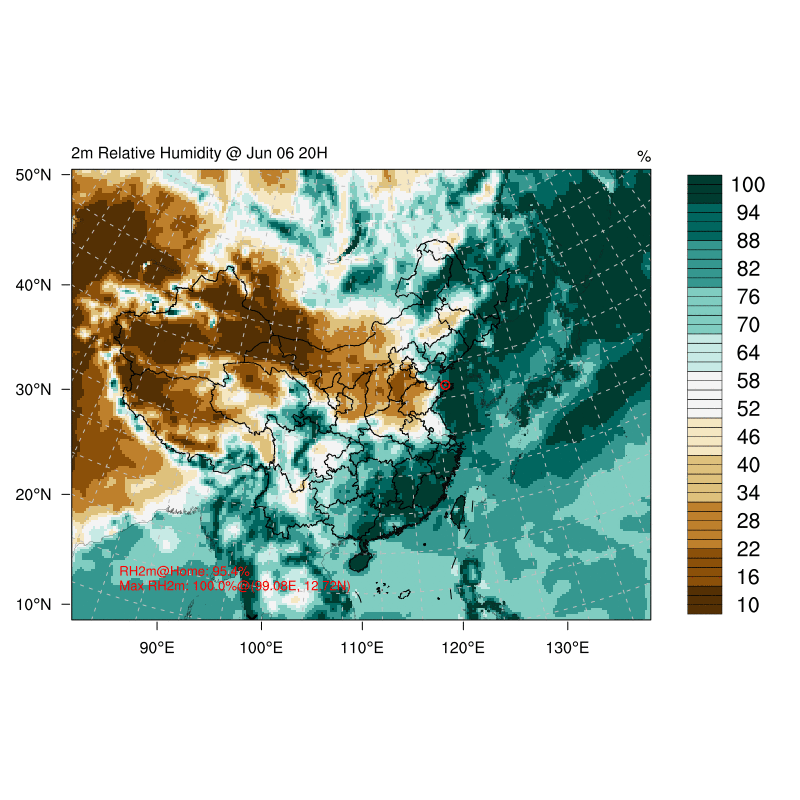 2m Relative Humidity @ Jun 06 20H
%
50°N
40°N
30°N
20°N
10°N
90°E
100°E
110°E
120°E
130°E
100
94
88
82
76
70
64
58
52
46
40
34
28
22
16
10
RH2m@Home: 95.4%
Max RH2m: 100.0%@(99.08E, 12.72N)